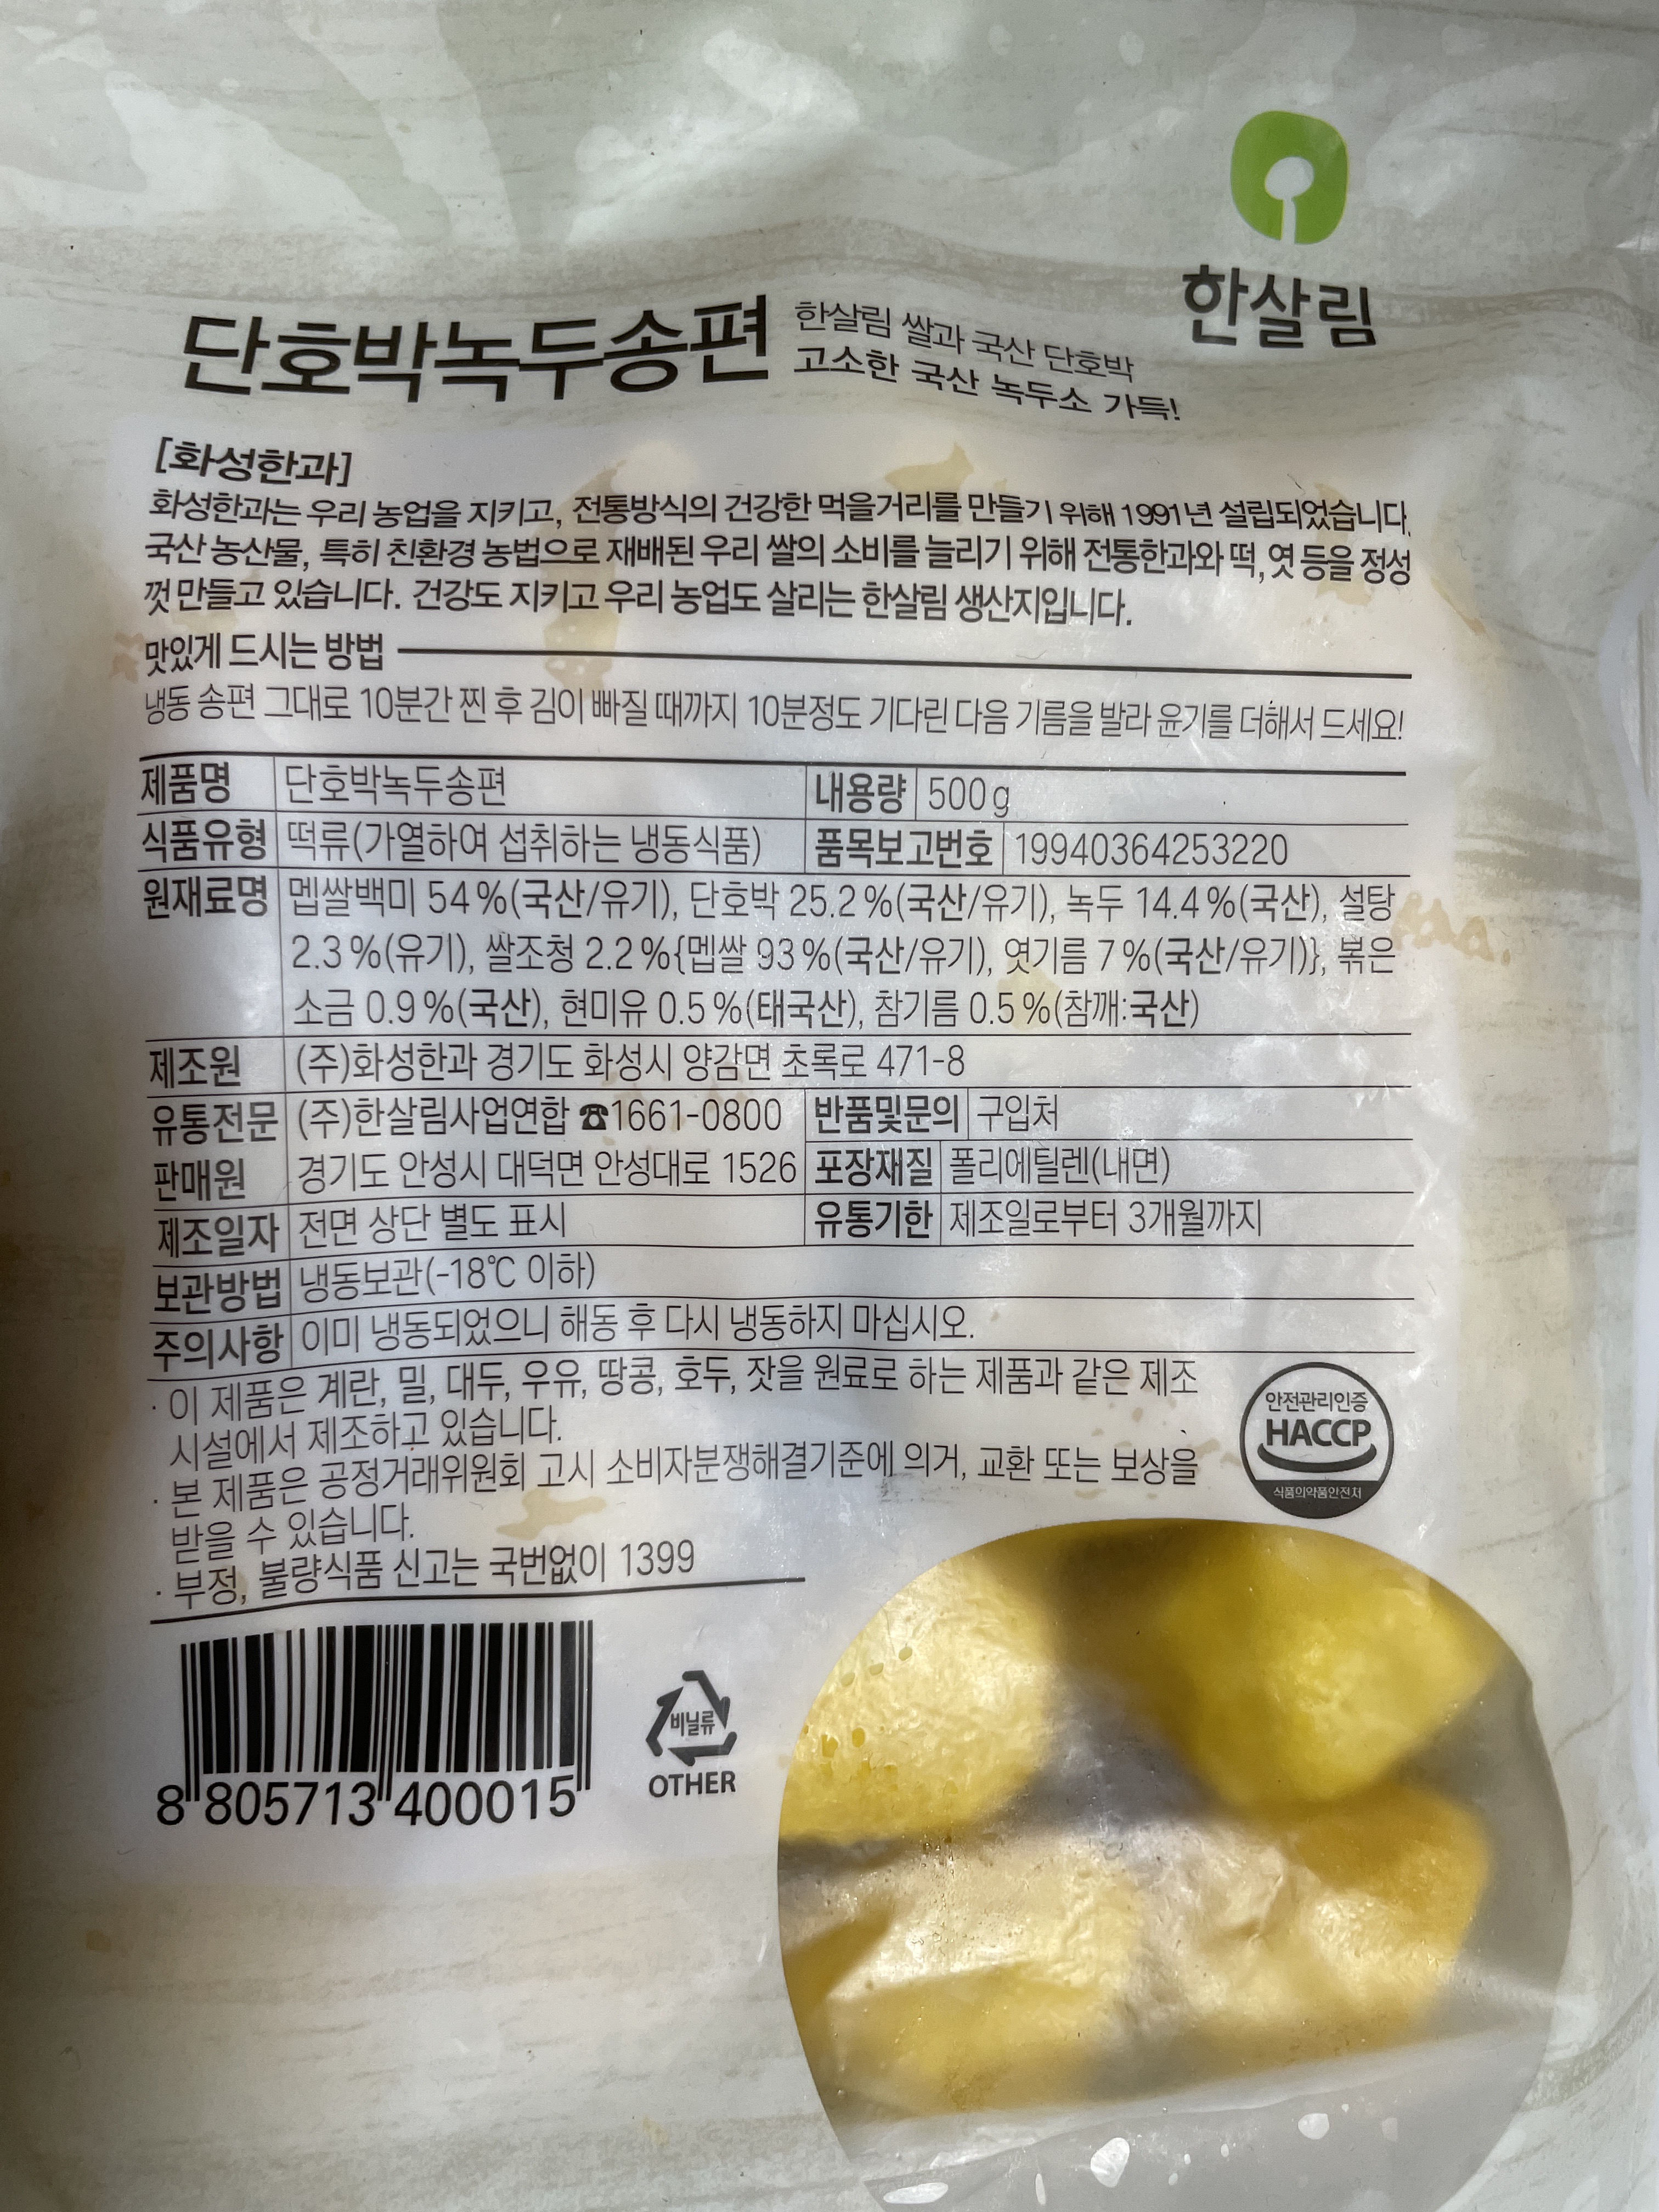 한살림
단호박녹두송편
한살림 쌀과 국산 단호박
고소한 국산 녹두소 가득!
[화성한과]
화성한과는 우리 농업을 지키고, 전통방식의 건강한 먹을거리를 만들기 위해 1991년 설립되었습니다.
국산 농산물, 특히 친환경 농법으로 재배된 우리 쌀의 소비를 늘리기 위해 전통한과와 떡, 엿 등을 정성
껏 만들고 있습니다. 건강도 지키고 우리 농업도 살리는 한살림 생산지입니다.
맛있게 드시는 방법
냉동 송편 그대로 10분간 찐 후 김이 빠질 때까지 10분정도 기다린 다음 기름을 발라 윤기를 더해서 드세요!
제품명 단호박녹두송편 내용량 500g
식품유형 떡류(가열하여 섭취하는 냉동식품) 품목보고번호 19940364253220
원재료명 멥쌀백미 54%(국산/유기), 단호박 25.2%(국산/유기), 녹두 14.4%(국산), 설탕
2.3%(유기), 쌀조청 2.2%{멥쌀 93%(국산/유기), 엿기름 7%(국산/유기)}, 볶은
소금 0.9%(국산), 현미유 0.5%(태국산), 참기름 0.5%(참깨:국산)
제조원 (주)화성한과 경기도 화성시 양감면 초록로 471-8
유통전문 (주)한살림사업연합 ☎1661-0800 반품및문의 구입처
판매원 경기도 안성시 대덕면 안성대로 1526 포장재질 폴리에틸렌(내면)
제조일자 전면 상단 별도 표시 유통기한 제조일로부터 3개월까지
보관방법 냉동보관(-18℃ 이하)
주의사항 이미 냉동되었으니 해동 후 다시 냉동하지 마십시오.
· 이 제품은 계란, 밀, 대두, 우유, 땅콩, 호두, 잣을 원료로 하는 제품과 같은 제조
시설에서 제조하고 있습니다.
· 본 제품은 공정거래위원회 고시 소비자분쟁해결기준에 의거, 교환 또는 보상을
받을 수 있습니다.
· 부정, 불량식품 신고는 국번없이 1399
안전관리인증
HACCP
식품의약품안전처
비닐류
OTHER
8 805713 400015